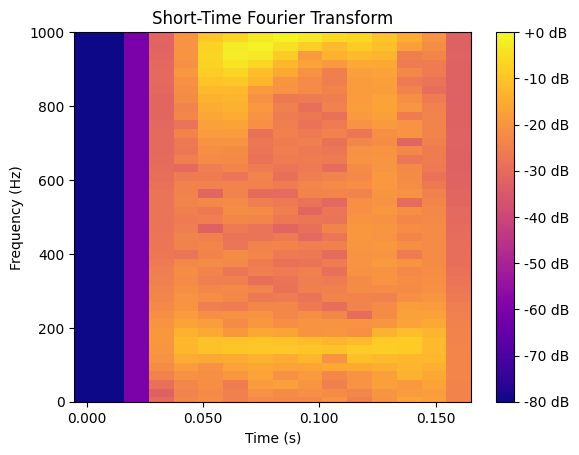 Short-Time Fourier Transform
1000
800
600
400
200
0
Frequency (Hz)
0.000
0.050
0.100
0.150
Time (s)
+0 dB
-10 dB
-20 dB
-30 dB
-40 dB
-50 dB
-60 dB
-70 dB
-80 dB